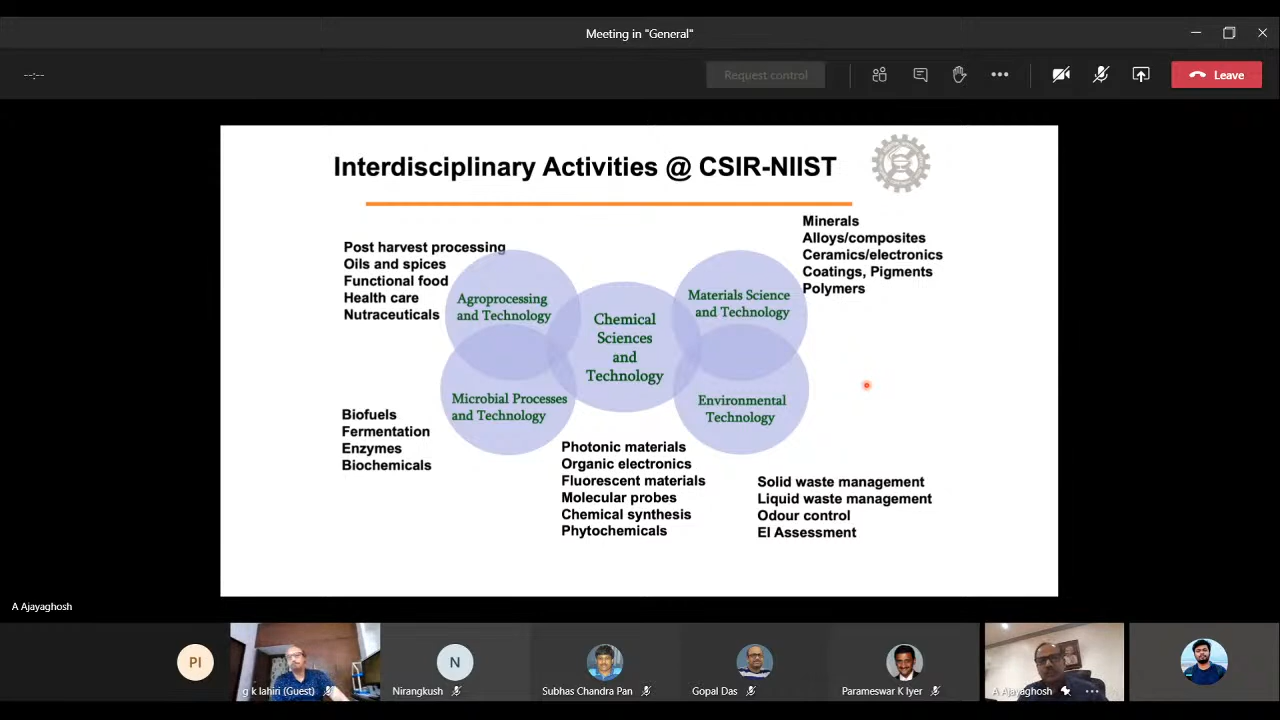 Meeting in "General"
--:--
Request control
Leave
Interdisciplinary Activities @ CSIR-NIIST
Post harvest processing
Oils and spices
Functional food
Health care
Nutraceuticals
Agroprocessing
and Technology
Chemical
Sciences
and
Technology
Materials Science
and Technology
Minerals
Alloys/composites
Ceramics/electronics
Coatings, Pigments
Polymers
Microbial Processes
and Technology
Environmental
Technology
Biofuels
Fermentation
Enzymes
Biochemicals
Photonic materials
Organic electronics
Fluorescent materials
Molecular probes
Chemical synthesis
Phytochemicals
Solid waste management
Liquid waste management
Odour control
EI Assessment
A Ajayaghosh
PI
g k lahiri (Guest)
N
Nirangkush
Subhas Chandra Pan
Gopal Das
Parameswar K Iyer
A Ajayaghosh